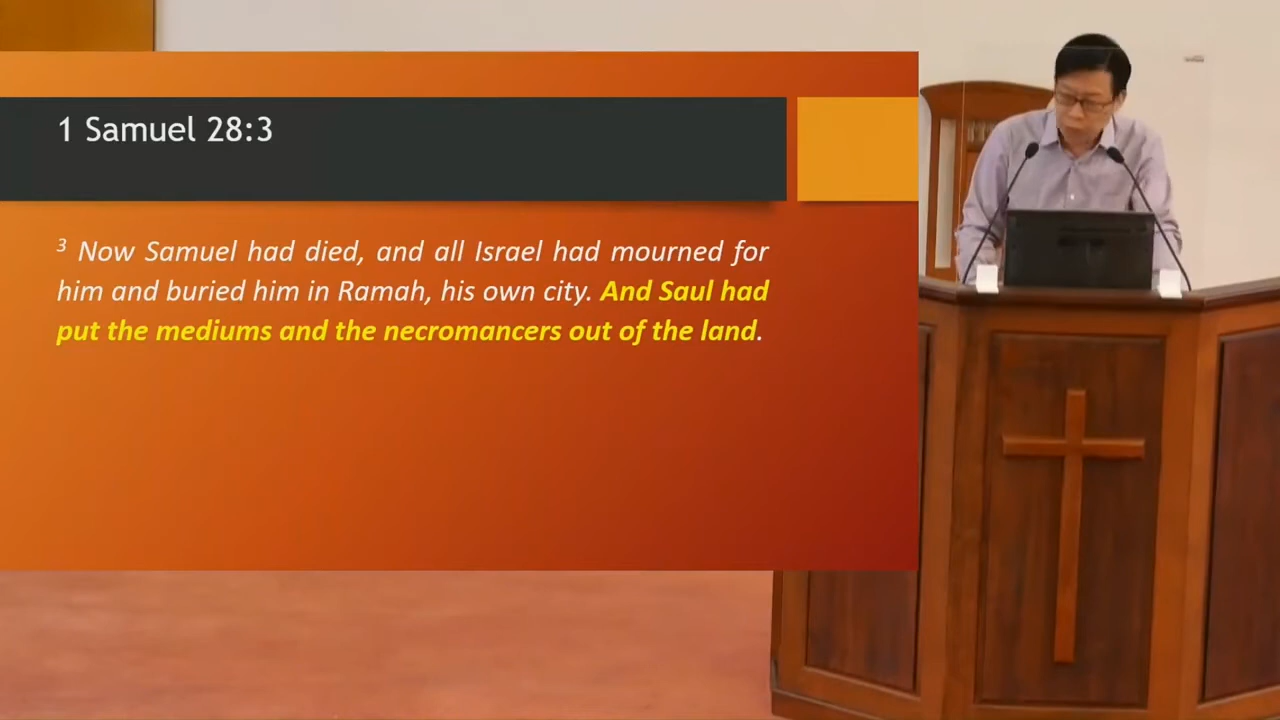 1 Samuel 28:3
3 Now Samuel had died, and all Israel had mourned for
him and buried him in Ramah, his own city. And Saul had
put the mediums and the necromancers out of the land.